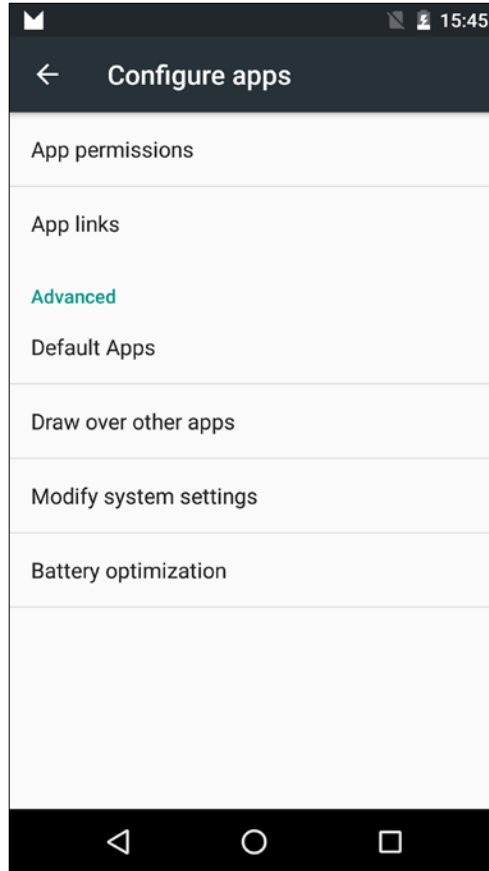 15:45
Configure apps
App permissions
App links
Advanced
Default Apps
Draw over other apps
Modify system settings
Battery optimization